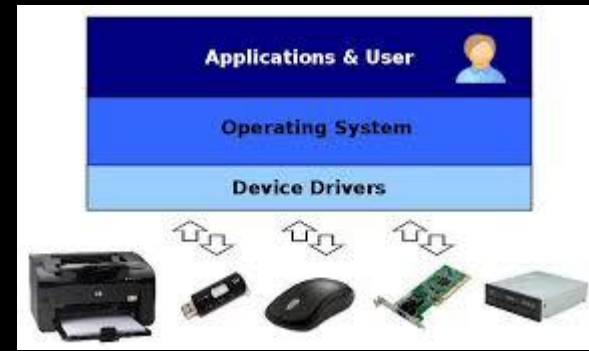 Applications & User
Operating System
Device Drivers